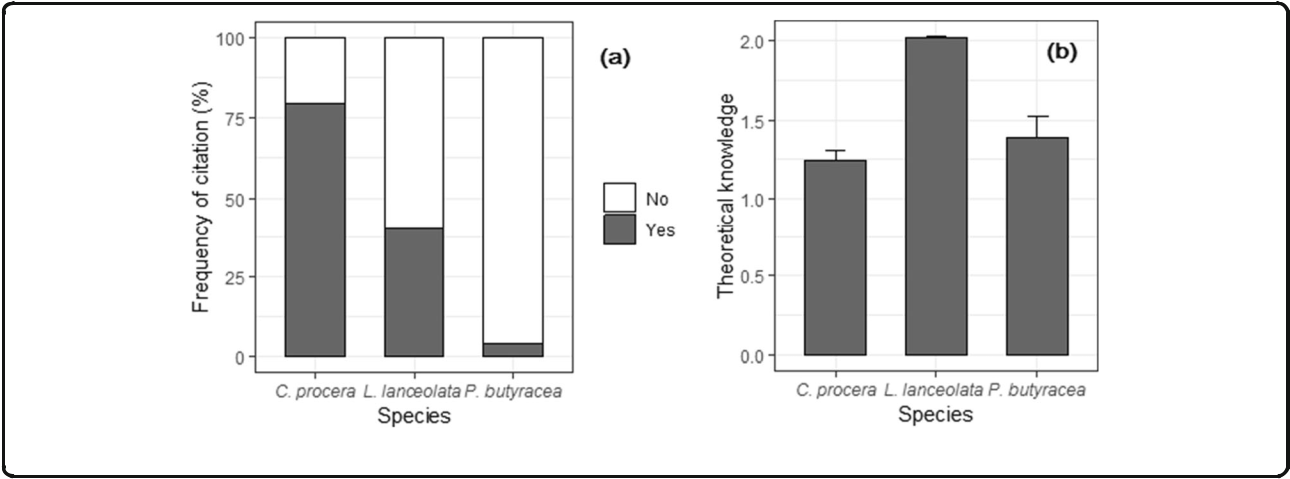 100
75
50
25
0
Frequency of citation (%)
C. procera L. lanceolata P. butyracea
Species
(a)
No
Yes
2.0
1.5
1.0
0.5
0.0
Theoretical knowledge
(b)
C. procera L. lanceolata P. butyracea
Species